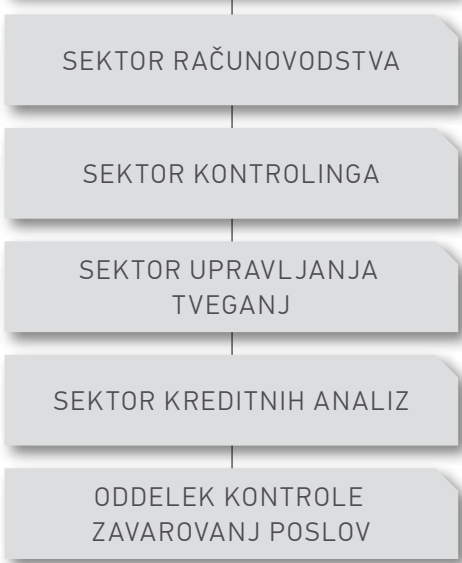 SEKTOR RAČUNOVODSTVA
SEKTOR KONTROLINGA
SEKTOR UPRAVLJANJA
TVEGANJ
SEKTOR KREDITNIH ANALIZ
ODDELEK KONTROLE
ZAVAROVANJ POSLOV